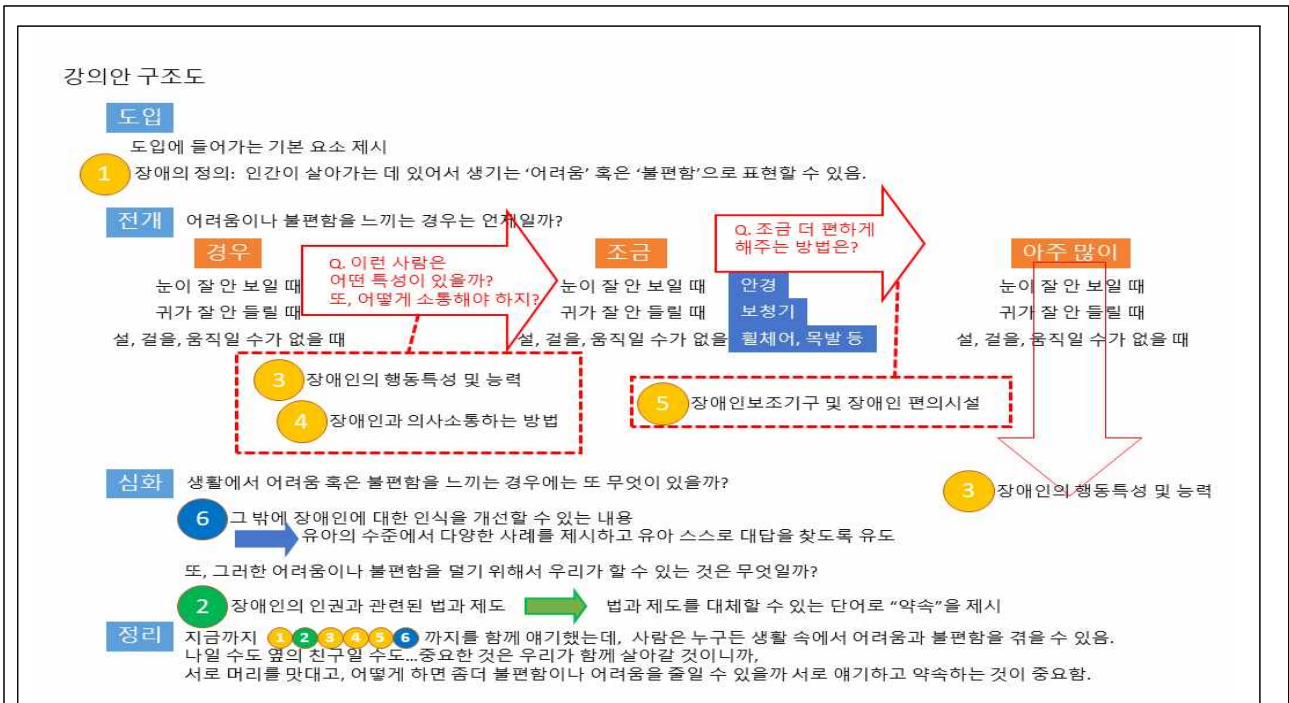 강의안 구조도
도입
도입에 들어가는 기본 요소 제시
1 장애의 정의: 인간이 살아가는 데 있어서 생기는 '어려움' 혹은 '불편함'으로 표현할 수 있음.
전개 어려움이나 불편함을 느끼는 경우는 언제일까?
경우
눈이 잘 안 보일 때
귀가 잘 안 들릴 때
설, 걸을, 움직일 수가 없을 때
Q. 이런 사람은
어떤 특성이 있을까?
또, 어떻게 소통해야 하지?
조금
눈이 잘 안 보일 때 안경
귀가 잘 안 들릴 때 보청기
설, 걸을, 움직일 수가 없을 휠체어, 목발 등
Q. 조금 더 편하게
해주는 방법은?
아주 많이
눈이 잘 안 보일 때
귀가 잘 안 들릴 때
설, 걸을, 움직일 수가 없을 때
3 장애인의 행동특성 및 능력
4 장애인과 의사소통하는 방법
5 장애인보조기구 및 장애인 편의시설
3 장애인의 행동특성 및 능력
심화 생활에서 어려움 혹은 불편함을 느끼는 경우에는 또 무엇이 있을까?
6 그 밖에 장애인에 대한 인식을 개선할 수 있는 내용
유아의 수준에서 다양한 사례를 제시하고 유아 스스로 대답을 찾도록 유도
또, 그러한 어려움이나 불편함을 덜기 위해서 우리가 할 수 있는 것은 무엇일까?
2 장애인의 인권과 관련된 법과 제도 법과 제도를 대체할 수 있는 단어로 "약속"을 제시
정리 지금까지 1 2 3 4 5 6 까지를 함께 얘기했는데, 사람은 누구든 생활 속에서 어려움과 불편함을 겪을 수 있음.
나일 수도 옆의 친구일 수도...중요한 것은 우리가 함께 살아갈 것이니까,
서로 머리를 맞대고, 어떻게 하면 좀더 불편함이나 어려움을 줄일 수 있을까 서로 얘기하고 약속하는 것이 중요함.